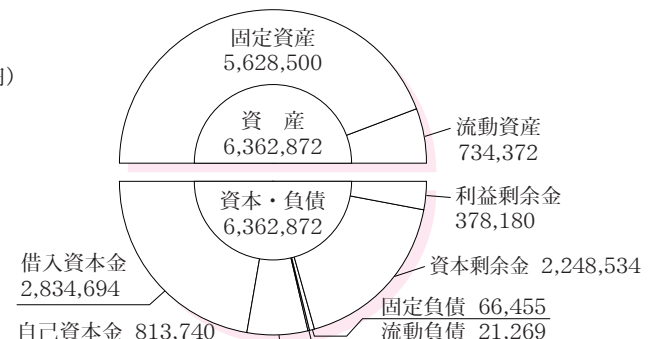 円）
固定資産
5,628,500
資　産
6,362,872
流動資産
734,372
資本・負債
6,362,872
利益剰余金
378,180
資本剰余金 2,248,534
借入資本金
2,834,694
固定負債 66,455
自己資本金 813,740
流動負債 21,269